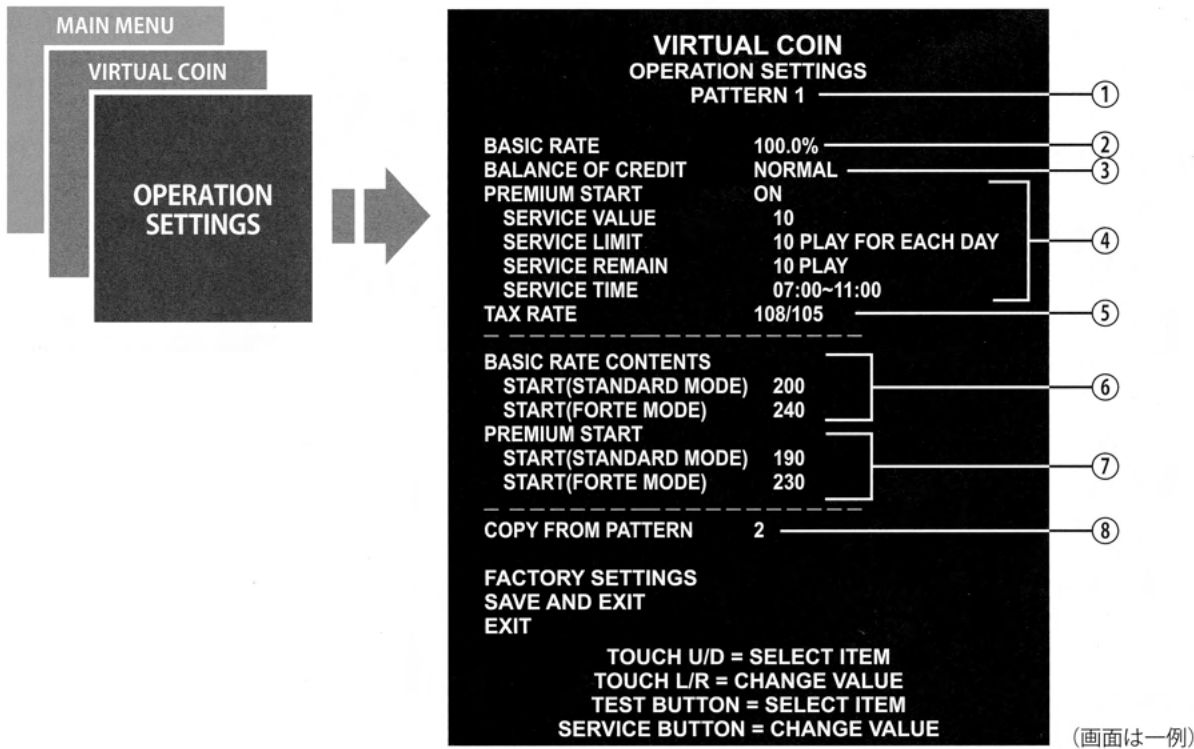 MAIN MENU
VIRTUAL COIN
OPERATION
SETTINGS
VIRTUAL COIN
OPERATION SETTINGS
PATTERN 1 ①
BASIC RATE 100.0% ②
BALANCE OF CREDIT NORMAL ③
PREMIUM START ON
SERVICE VALUE 10
SERVICE LIMIT 10 PLAY FOR EACH DAY ④
SERVICE REMAIN 10 PLAY
SERVICE TIME 07:00~11:00
TAX RATE 108/105 ⑤
BASIC RATE CONTENTS
START(STANDARD MODE) 200 ⑥
START(FORTE MODE) 240
PREMIUM START
START(STANDARD MODE) 190 ⑦
START(FORTE MODE) 230
COPY FROM PATTERN 2 ⑧
FACTORY SETTINGS
SAVE AND EXIT
EXIT
TOUCH U/D = SELECT ITEM
TOUCH L/R = CHANGE VALUE
TEST BUTTON = SELECT ITEM
SERVICE BUTTON = CHANGE VALUE
(画面は一例)